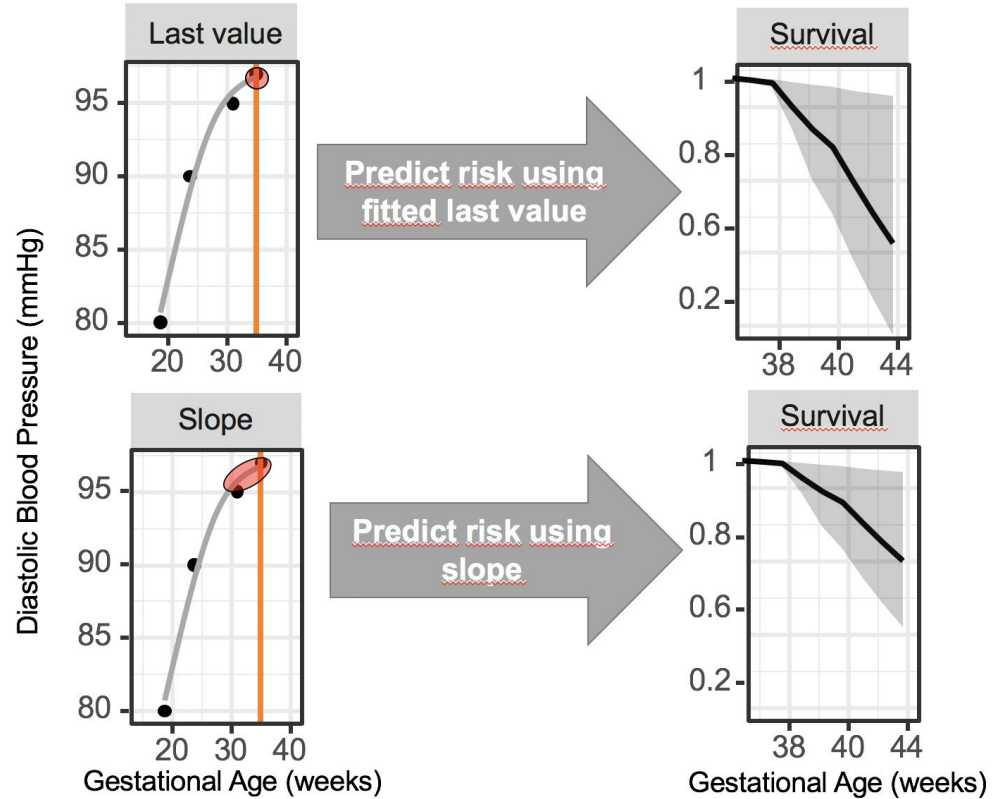 Last value
Survival
Diastolic Blood Pressure (mmHg)
95
90
85
80
20 30 40
Predict risk using
fitted last value
1
0.8
0.6
0.2
38 40 44
Slope
Survival
95
90
85
80
20 30 40
Gestational Age (weeks)
Predict risk using
slope
1
0.8
0.6
0.2
38 40 44
Gestational Age (weeks)